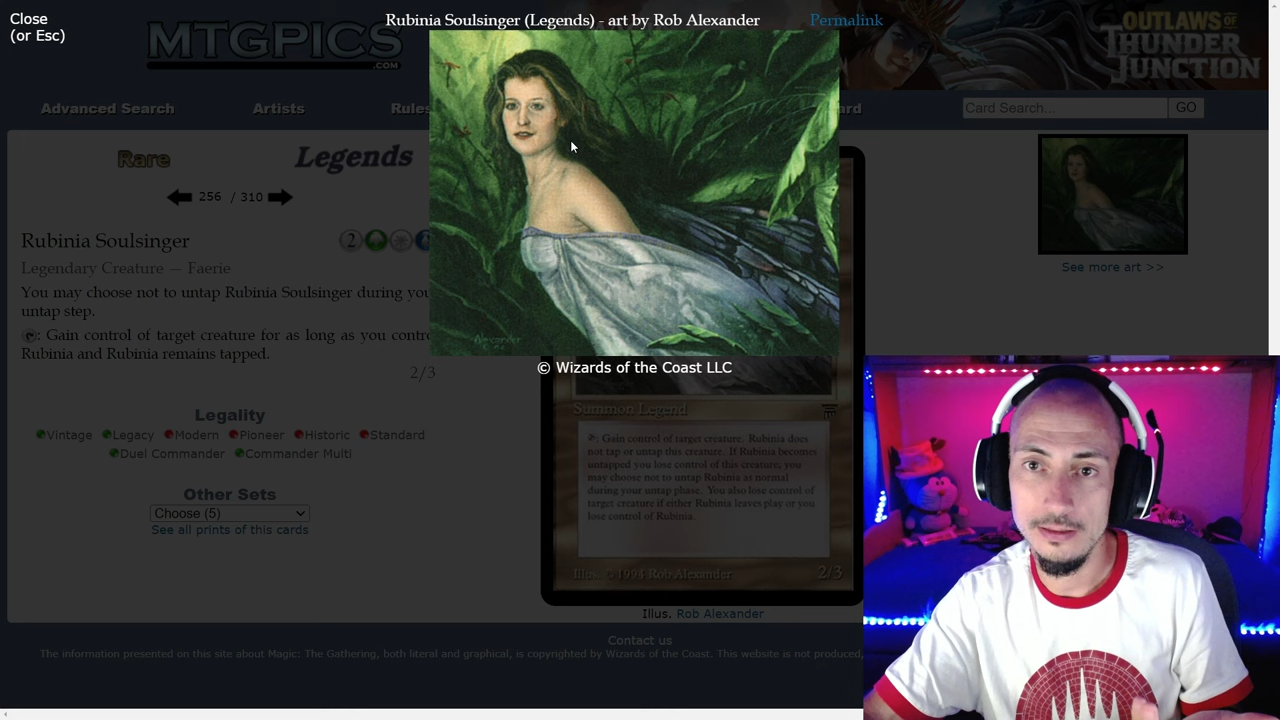 Close
(or Esc)
Rubinia Soulsinger (Legends) - art by Rob Alexander
Permalink
MTGPICS
.COM
OUTLAWS OF
THUNDER
JUNCTION
Advanced Search
Artists
Rules
ard
Card Search...
GO
Rare
Legends
256 / 310
Rubinia Soulsinger
2
Legendary Creature — Faerie
You may choose not to untap Rubinia Soulsinger during you
untap step.
: Gain control of target creature for as long as you contro
Rubinia and Rubinia remains tapped.
2/3
Legality
Vintage Legacy Modern Pioneer Historic Standard
Duel Commander Commander Multi
Other Sets
Choose (5)
See all prints of this cards
See more art >>
Alexander
© Wizards of the Coast LLC
Summon Legend
: Gain control of target creature. Rubinia does
not tap or untap this creature. If Rubinia becomes
untapped you lose control of this creature; you
may choose not to untap Rubinia as normal
during your untap phase. You also lose control of
target creature if either Rubinia leaves play or you
lose control of Rubinia.
Illus. ©1994 Rob Alexander
2/3
Illus. Rob Alexander
Contact us
The information presented on this site about Magic: The Gathering, both literal and graphical, is copyrighted by Wizards of the Coast. This website is not produced,